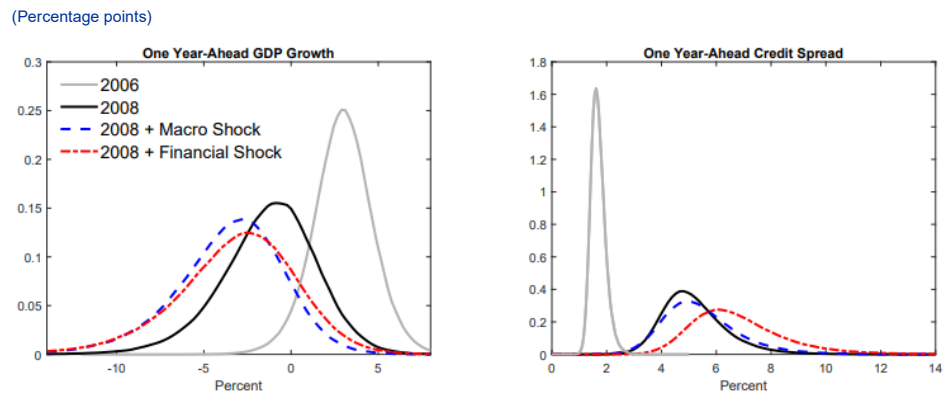 (Percentage points)
One Year-Ahead GDP Growth
0.3
0.25
0.2
0.15
0.1
0.05
0
2006
2008
2008 + Macro Shock
2008 + Financial Shock
-10 -5 0 5
Percent
One Year-Ahead Credit Spread
1.8
1.6
1.4
1.2
1
0.8
0.6
0.4
0.2
0
0 2 4 6 8 10 12 14
Percent